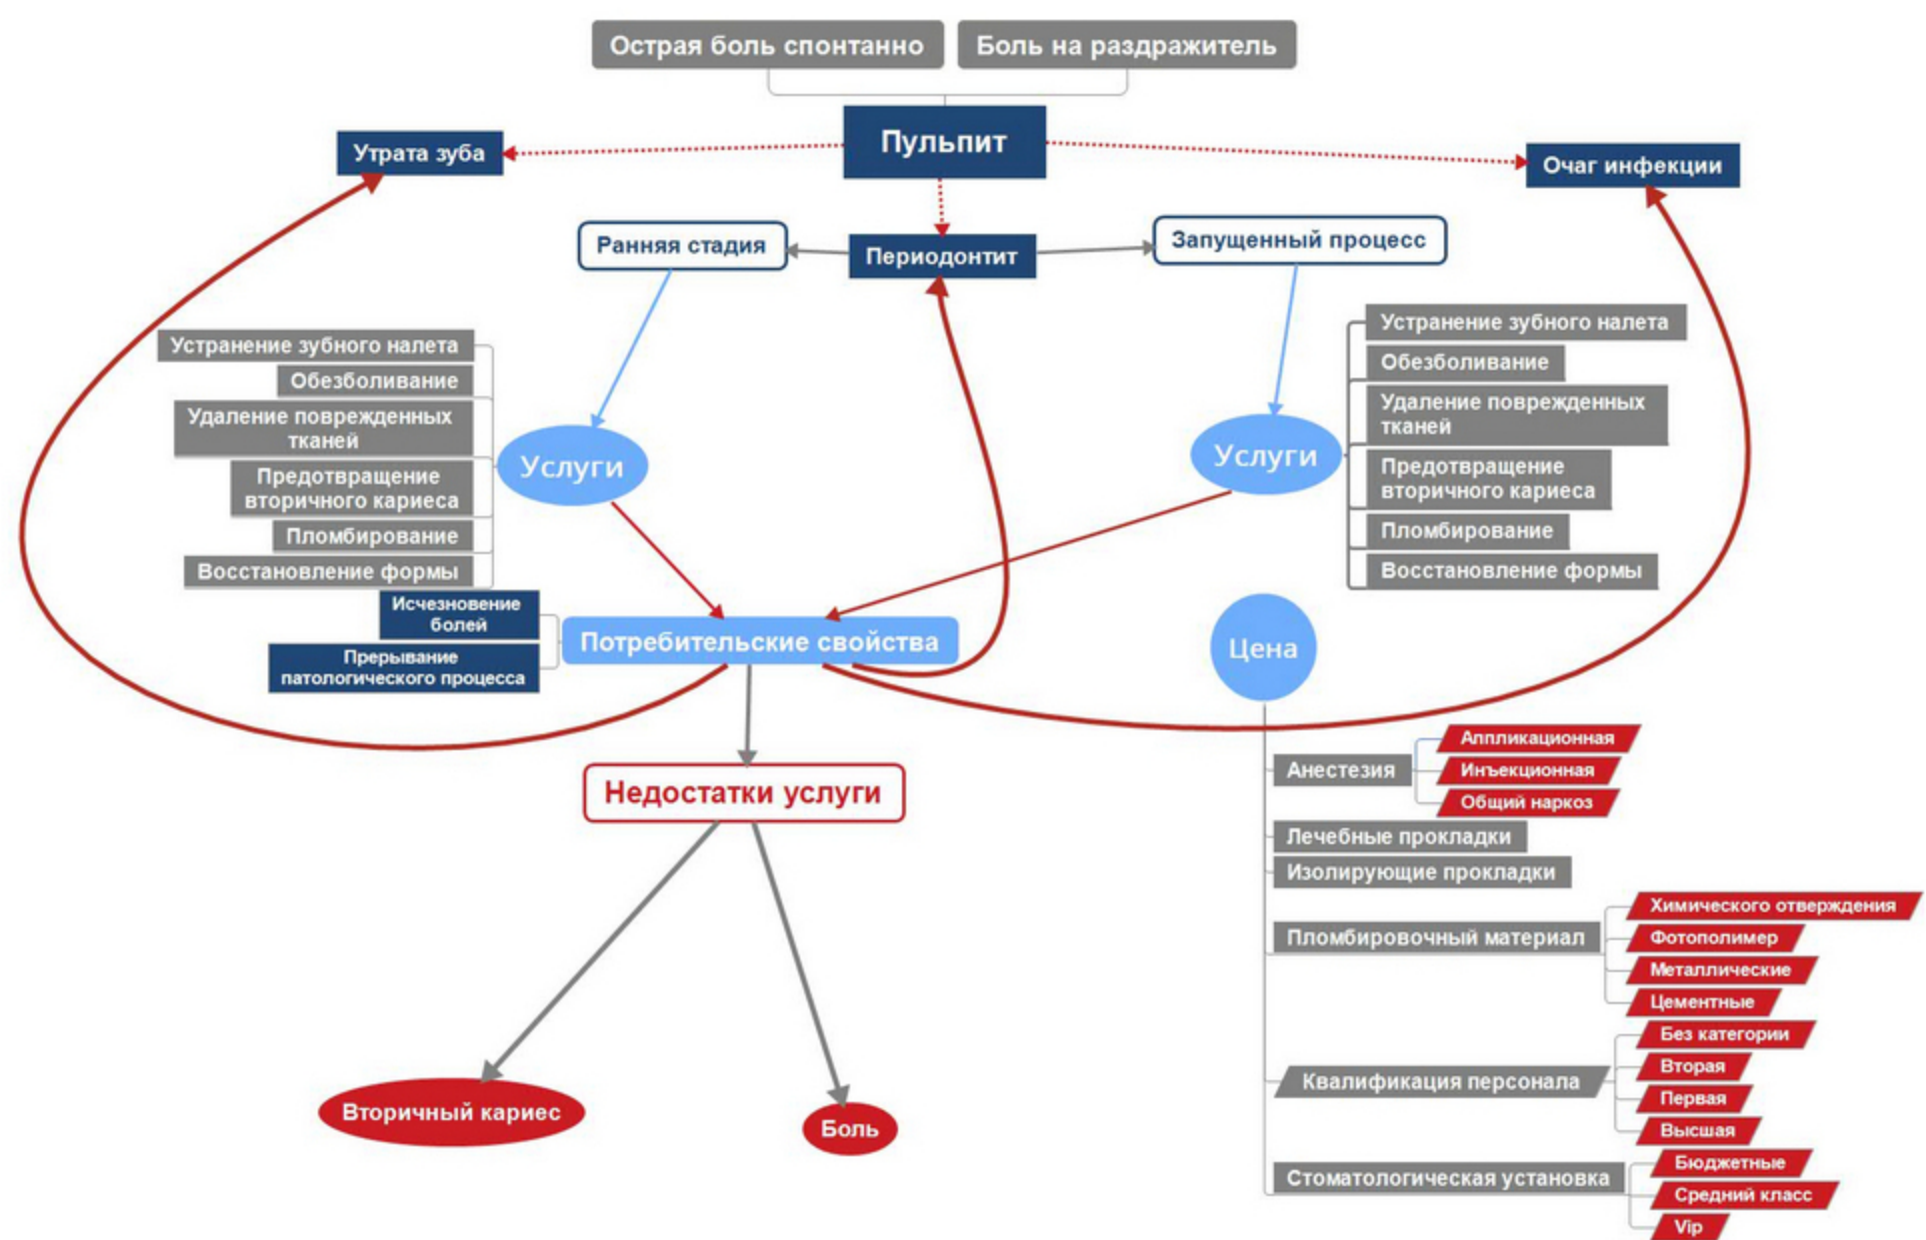 Острая боль спонтанно
Боль на раздражитель
Пульпит
Утрата зуба
Очаг инфекции
Ранняя стадия
Периодонтит
Запущенный процесс
Устранение зубного налета
Обезболивание
Удаление поврежденных
тканей
Предотвращение
вторичного кариеса
Пломбирование
Восстановление формы
Услуги
Услуги
Устранение зубного налета
Обезболивание
Удаление поврежденных
тканей
Предотвращение
вторичного кариеса
Пломбирование
Восстановление формы
Исчезновение
болей
Прерывание
патологического процесса
Потребительские свойства
Недостатки услуги
Вторичный кариес
Боль
Цена
Анестезия
Аппликационная
Инъекционная
Общий наркоз
Лечебные прокладки
Изолирующие прокладки
Пломбировочный материал
Химического отверждения
Фотополимер
Металлические
Цементные
Квалификация персонала
Без категории
Вторая
Первая
Высшая
Стоматологическая установка
Бюджетные
Средний класс
Vip